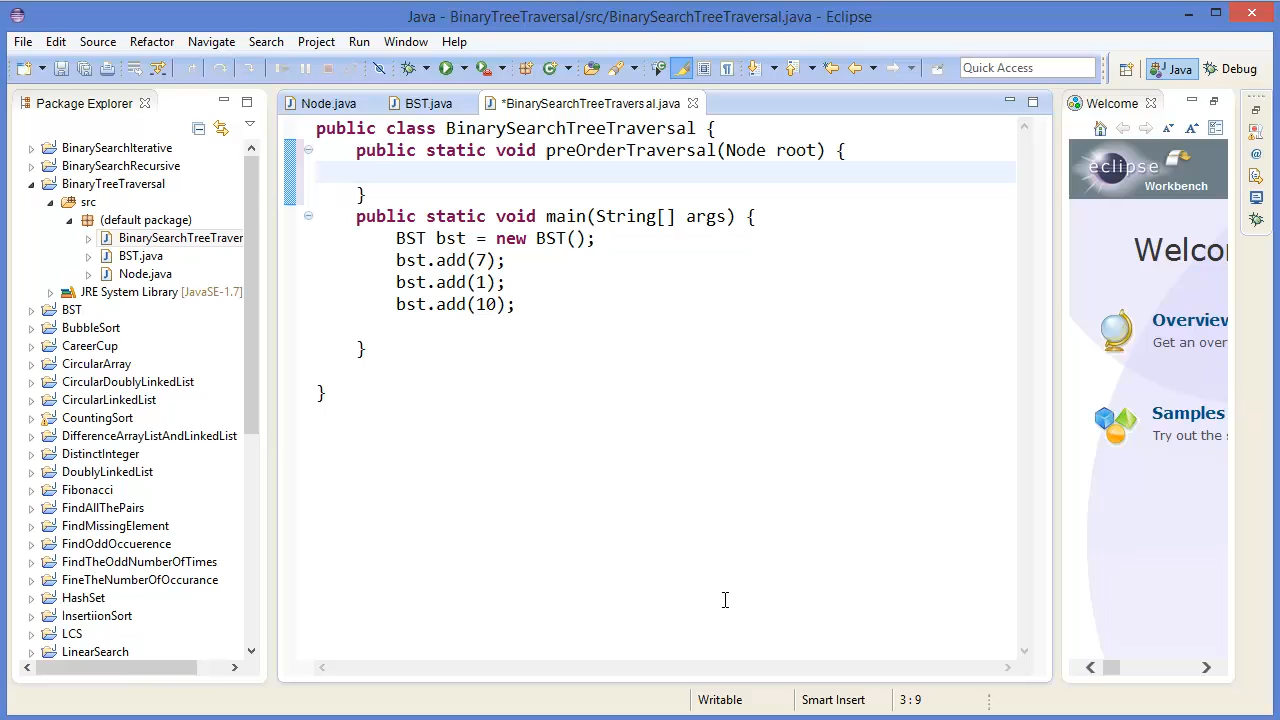 Java - BinaryTreeTraversal/src/BinarySearchTreeTraversal.java - Eclipse
File Edit Source Refactor Navigate Search Project Run Window Help
Quick Access
Java
Debug
Package Explorer
BinarySearchIterative
BinarySearchRecursive
BinaryTreeTraversal
src
(default package)
BinarySearchTreeTraver
BST.java
Node.java
JRE System Library [JavaSE-1.7]
BST
BubbleSort
CareerCup
CircularArray
CircularDoublyLinkedList
CircularLinkedList
CountingSort
DifferenceArrayListAndLinkedList
DistinctInteger
DoublyLinkedList
Fibonacci
FindAllThePairs
FindMissingElement
FindOddOccuerence
FindTheOddNumberOfTimes
FineTheNumberOfOccurance
HashSet
InsertiionSort
LCS
LinearSearch
Node.java
BST.java
*BinarySearchTreeTraversal.java
public class BinarySearchTreeTraversal {
public static void preOrderTraversal(Node root) {
}
public static void main(String[] args) {
BST bst = new BST();
bst.add(7);
bst.add(1);
bst.add(10);
}
}
Welcome
eclipse
Workbench
Welcor
Overview
Get an over
Samples
Try out the s
Writable
Smart Insert
3 : 9